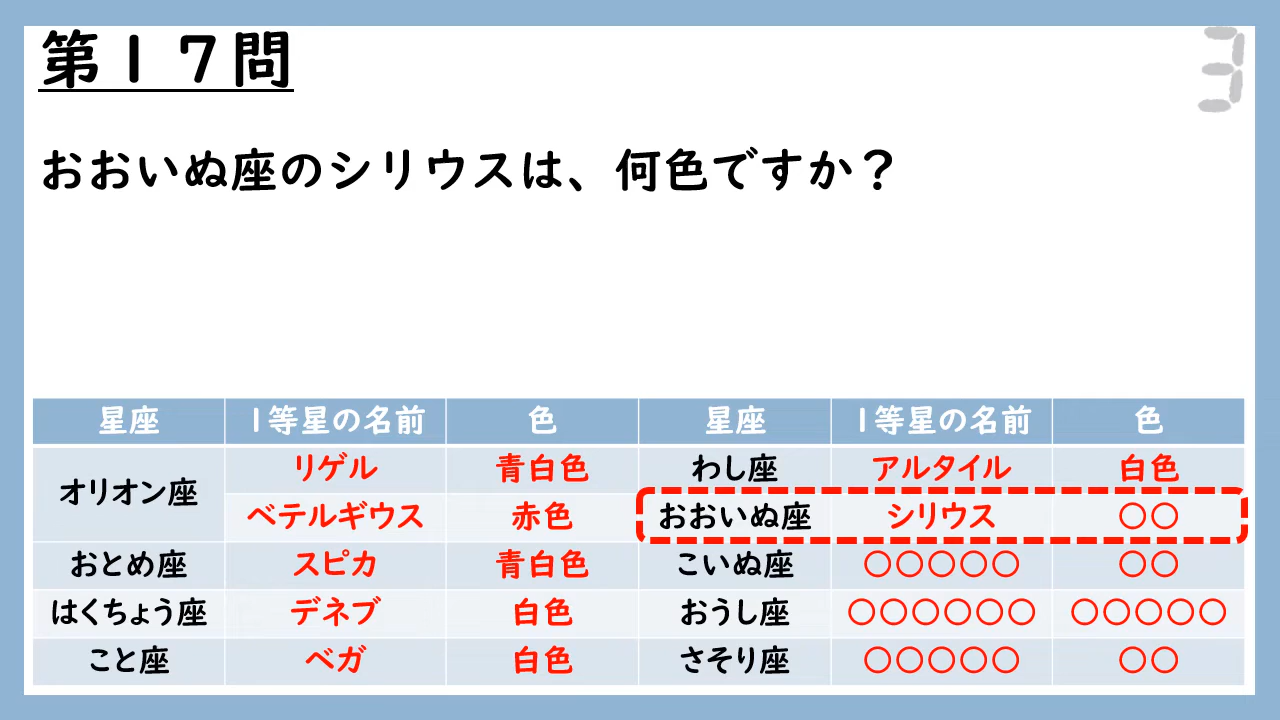 第１７問
3
おおいぬ座のシリウスは、何色ですか？
星座 1等星の名前 色 星座 1等星の名前 色
オリオン座 リゲル 青白色 わし座 アルタイル 白色
ベテルギウス 赤色 おおいぬ座 シリウス 〇〇
おとめ座 スピカ 青白色 こいぬ座 〇〇〇〇〇 〇〇
はくちょう座 デネブ 白色 おうし座 〇〇〇〇〇〇 〇〇〇〇〇
こと座 ベガ 白色 さそり座 〇〇〇〇〇 〇〇